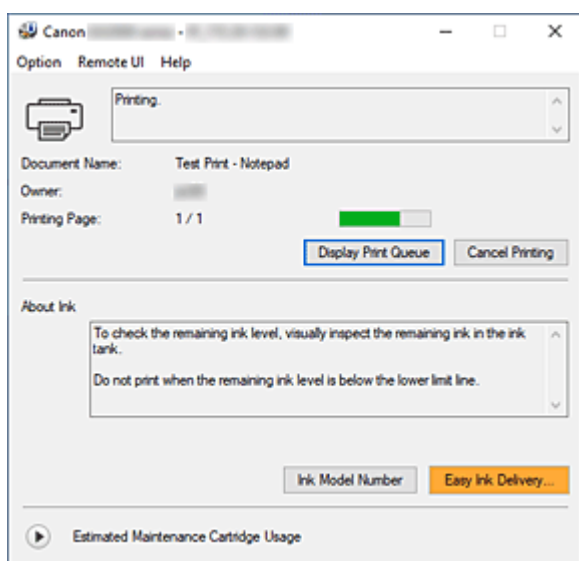 Canon -
Option Remote UI Help
Printing.
Document Name: Test Print - Notepad
Owner:
Printing Page: 1 / 1
Display Print Queue Cancel Printing
About Ink
To check the remaining ink level, visually inspect the remaining ink in the ink
tank.
Do not print when the remaining ink level is below the lower limit line.
Ink Model Number Easy Ink Delivery...
Estimated Maintenance Cartridge Usage